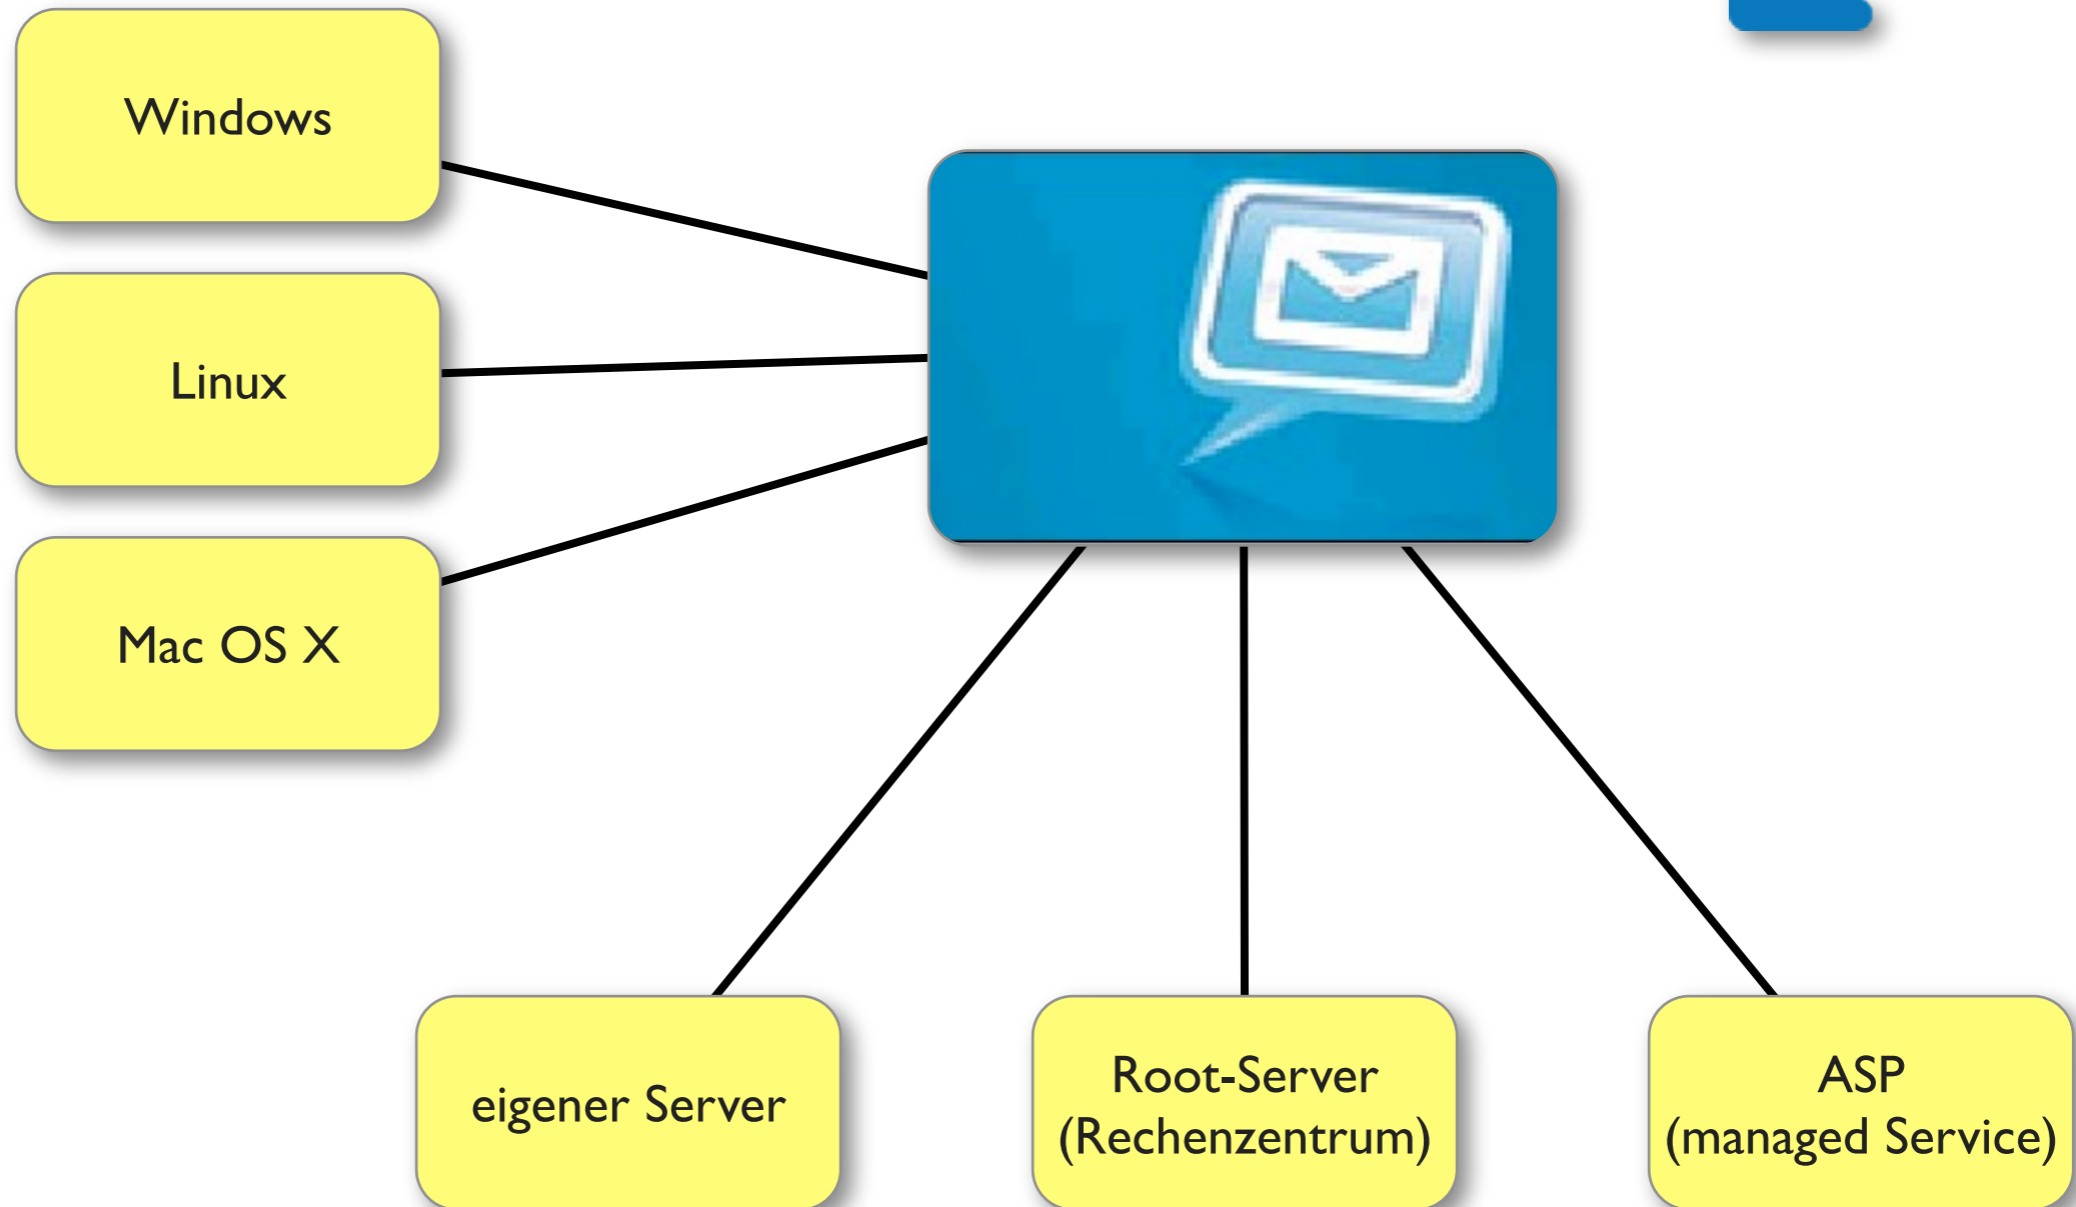 Windows
Linux
Mac OS X
eigener Server
Root-Server
(Rechenzentrum)
ASP
(managed Service)